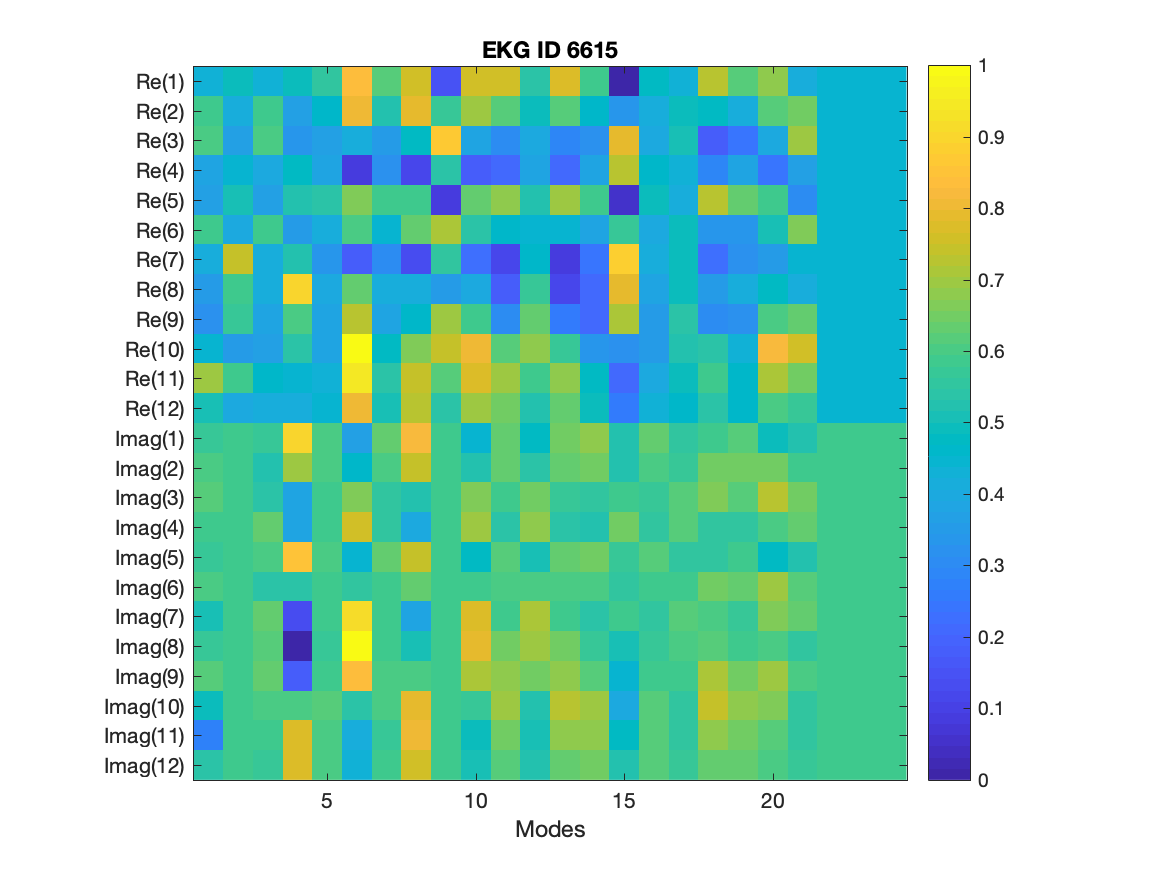 EKG ID 6615
Re(1)
Re(2)
Re(3)
Re(4)
Re(5)
Re(6)
Re(7)
Re(8)
Re(9)
Re(10)
Re(11)
Re(12)
Imag(1)
Imag(2)
Imag(3)
Imag(4)
Imag(5)
Imag(6)
Imag(7)
Imag(8)
Imag(9)
Imag(10)
Imag(11)
Imag(12)
5 10 15 20
Modes
1
0.9
0.8
0.7
0.6
0.5
0.4
0.3
0.2
0.1
0